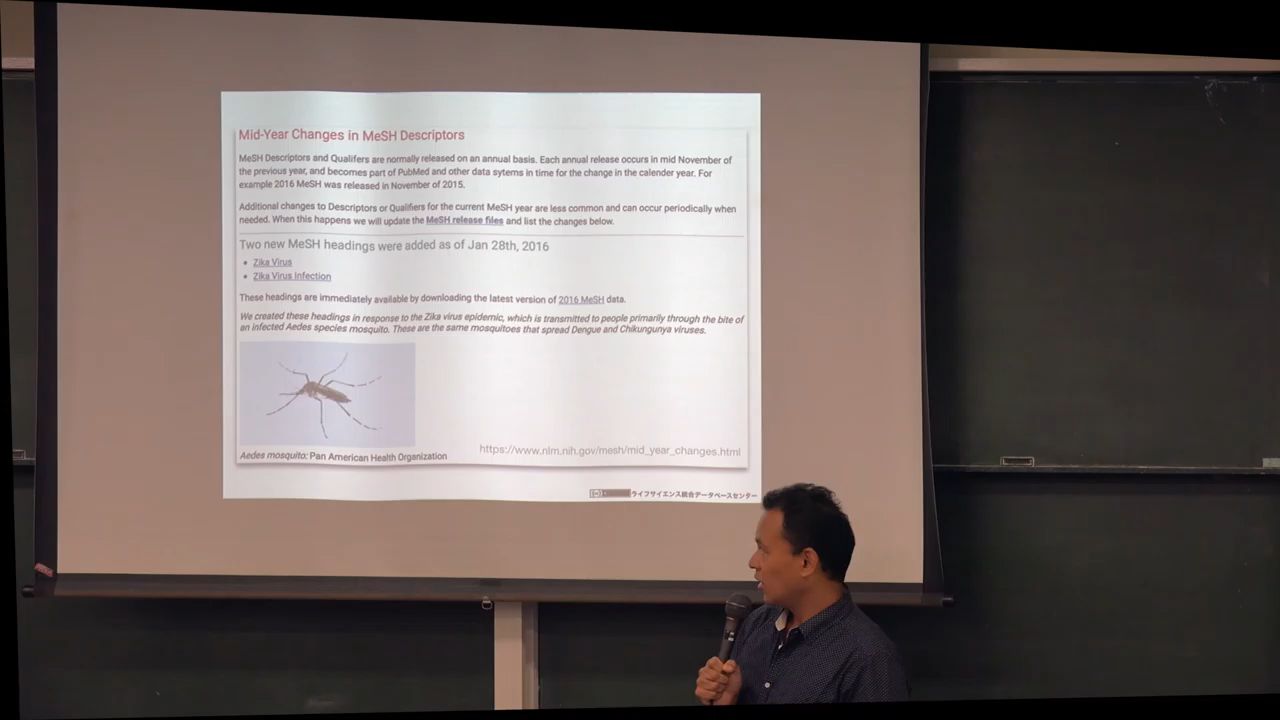 Mid-Year Changes in MeSH Descriptors
MeSH Descriptors and Qualifers are normally released on an annual basis. Each annual release occurs in mid November of
the previous year, and becomes part of PubMed and other data sytems in time for the change in the calender year. For
example 2016 MeSH was released in November of 2015.
Additional changes to Descriptors or Qualifiers for the current MeSH year are less common and can occur periodically when
needed. When this happens we will update the MeSH release files and list the changes below.
Two new MeSH headings were added as of Jan 28th, 2016
• Zika Virus
• Zika Virus Infection
These headings are immediately available by downloading the latest version of 2016 MeSH data.
We created these headings in response to the Zika virus epidemic, which is transmitted to people primarily through the bite of
an infected Aedes species mosquito. These are the same mosquitoes that spread Dengue and Chikungunya viruses.
Aedes mosquito: Pan American Health Organization
https://www.nlm.nih.gov/mesh/mid_year_changes.html
ライフサイエンス統合データベースセンター